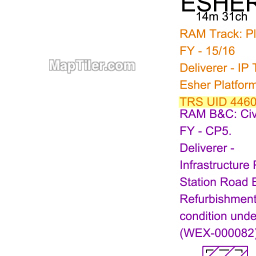 ESHER
14m 31ch
RAM Track: Pl
FY - 15/16
MapTiler.com
Deliverer - IP T
Esher Platform
TRS UID 4460
RAM B&C: Civ
FY - CP5.
Deliverer -
Infrastructure
Station Road
Refurbishment
condition unde
(WEX-000082)